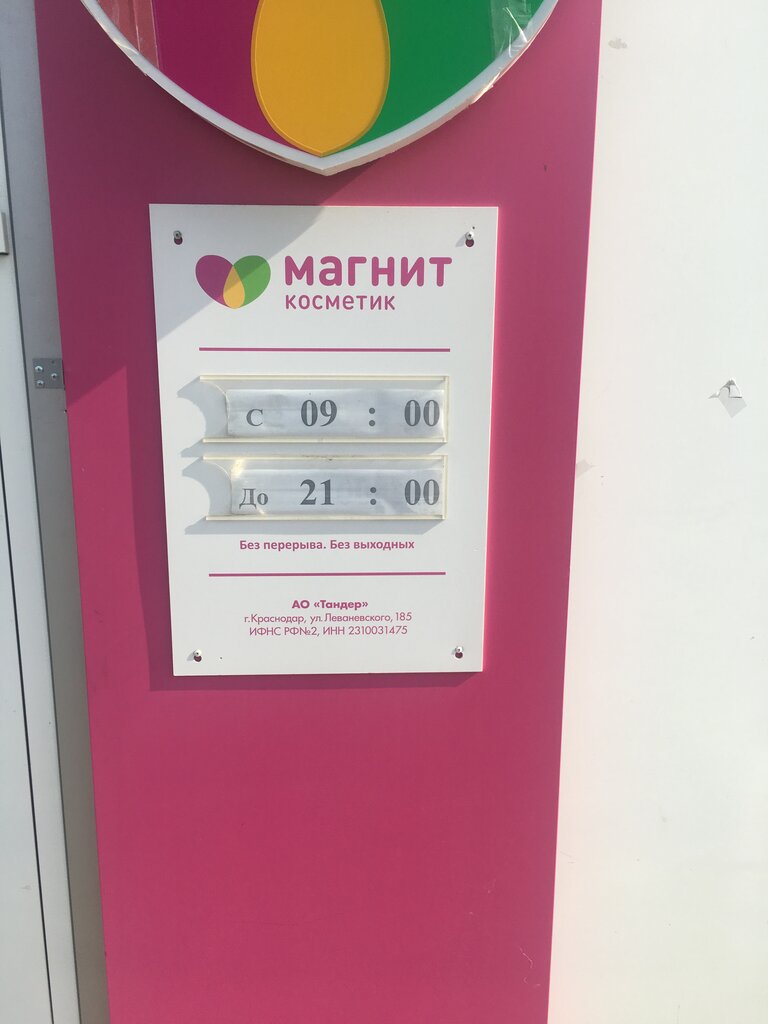 магнит
косметик
С 09 : 00
До 21 : 00
Без перерыва. Без выходных
АО «Тандер»
г.Краснодар, ул.Леваневского, 185
ИФНС РФ№2, ИНН 2310031475